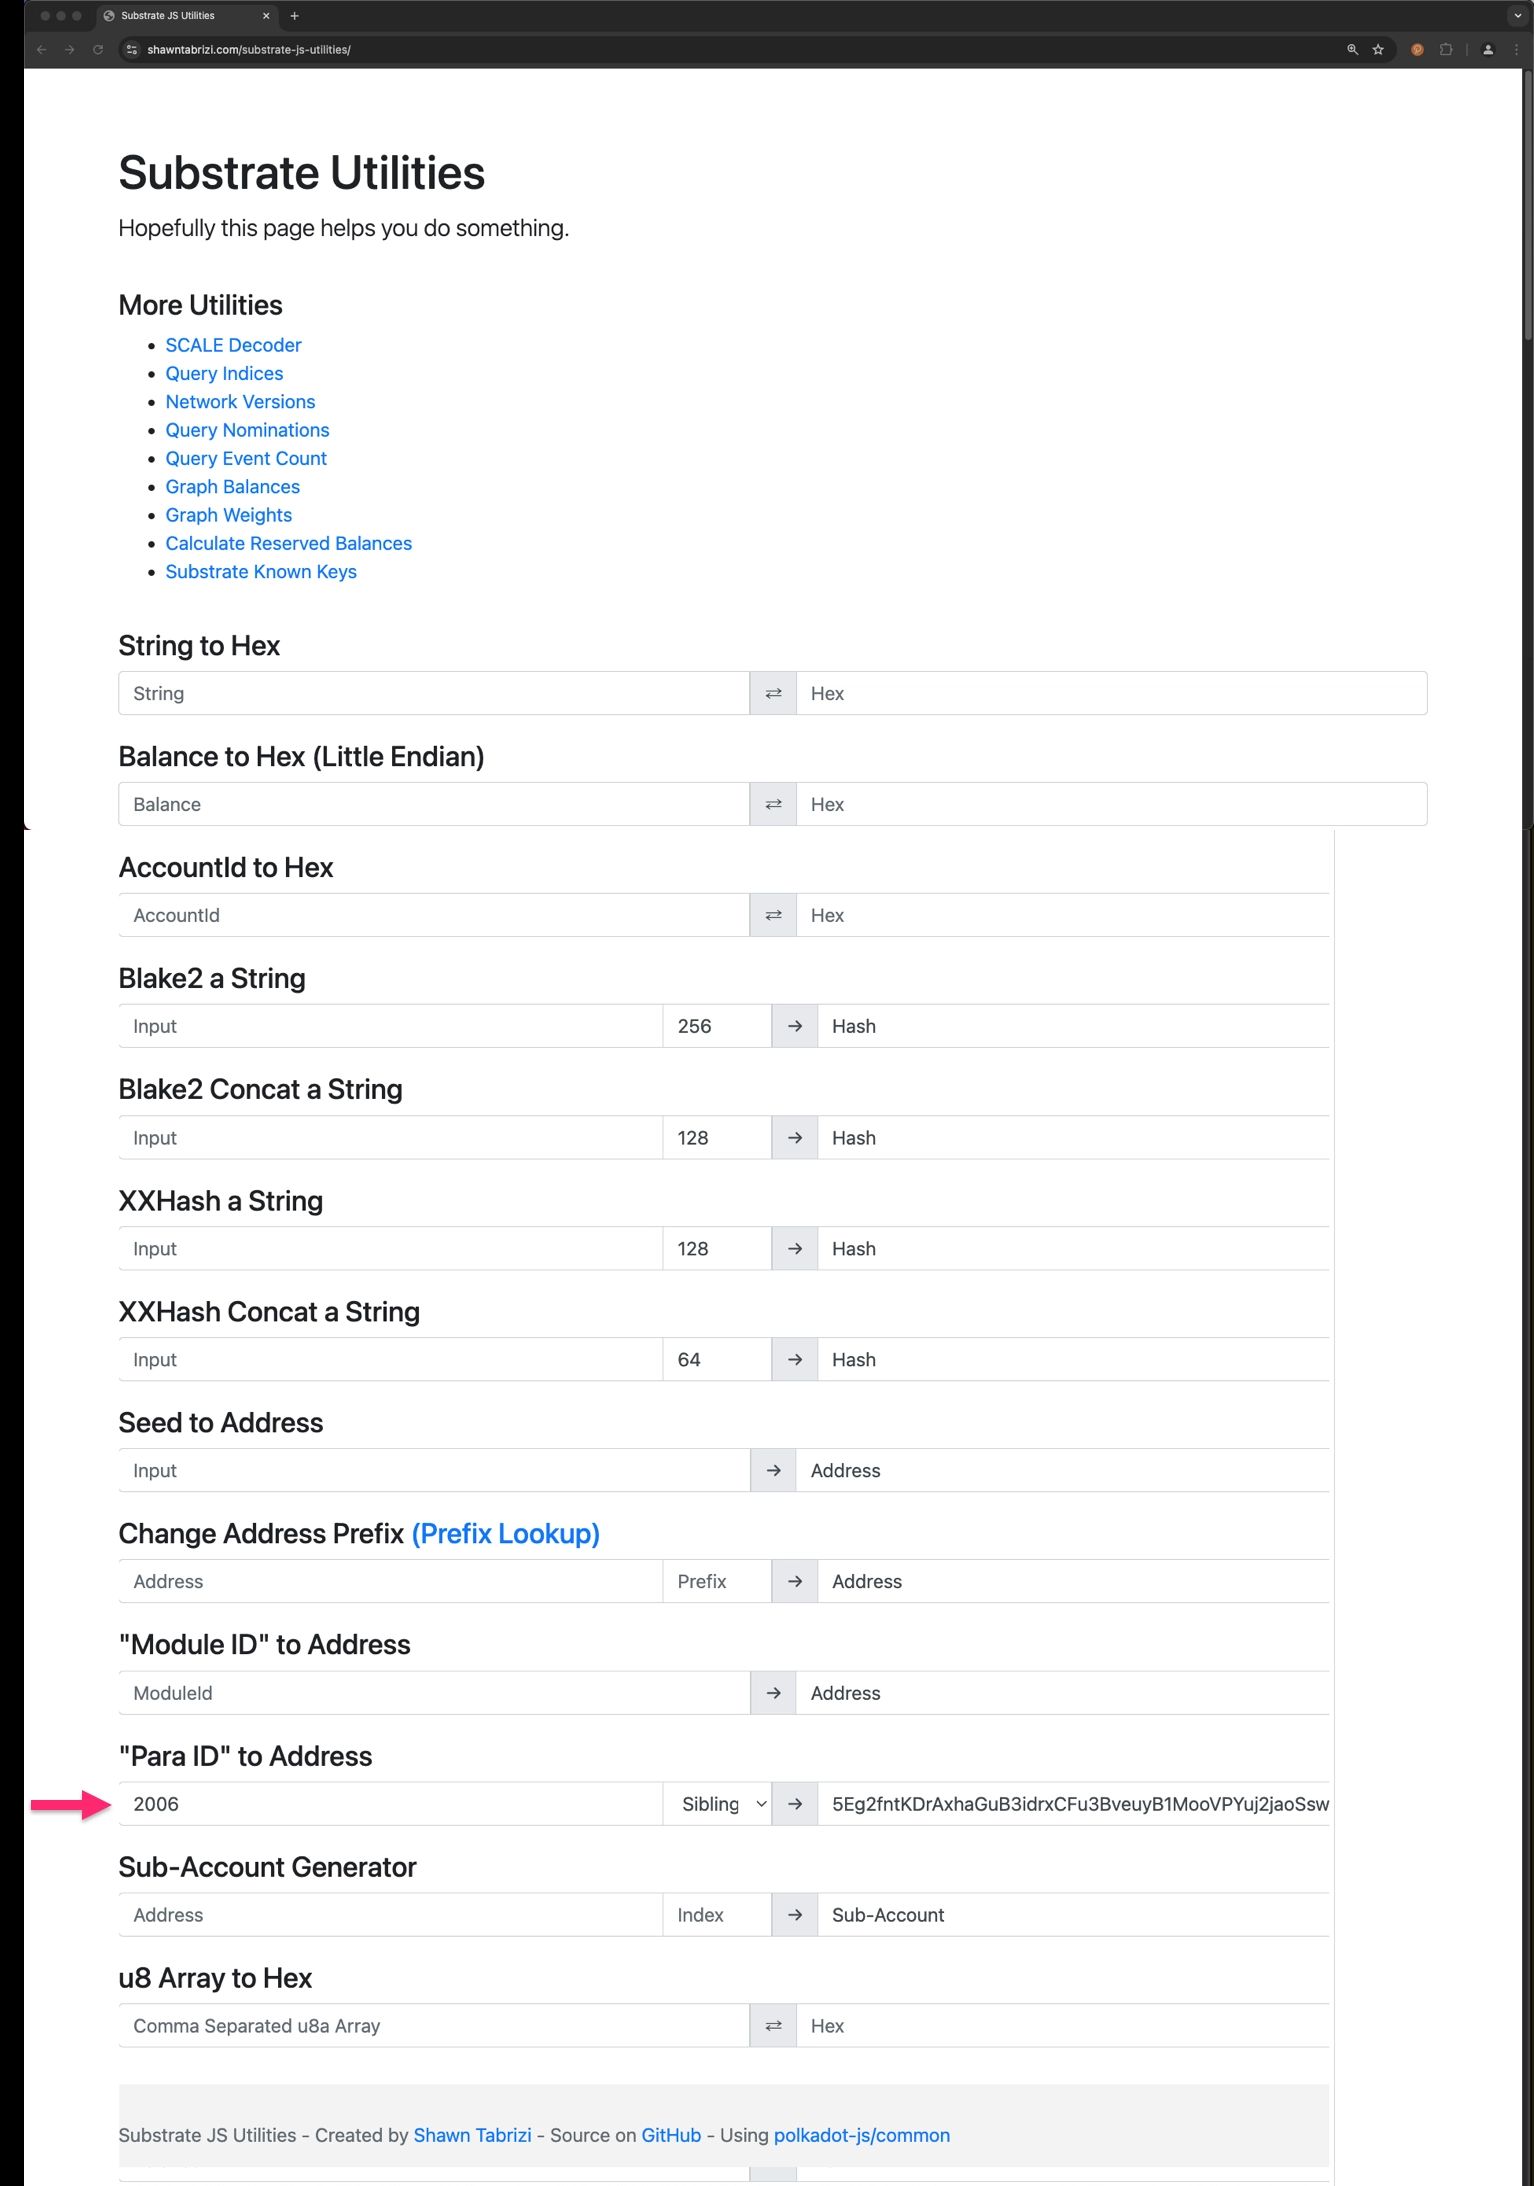 Substrate JS Utilities
shawntabrizi.com/substrate-js-utilities/
Substrate Utilities
Hopefully this page helps you do something.
More Utilities
SCALE Decoder
Query Indices
Network Versions
Query Nominations
Query Event Count
Graph Balances
Graph Weights
Calculate Reserved Balances
Substrate Known Keys
String to Hex
String ⇄ Hex
Balance to Hex (Little Endian)
Balance ⇄ Hex
AccountId to Hex
AccountId ⇄ Hex
Blake2 a String
Input 256 → Hash
Blake2 Concat a String
Input 128 → Hash
XXHash a String
Input 128 → Hash
XXHash Concat a String
Input 64 → Hash
Seed to Address
Input → Address
Change Address Prefix (Prefix Lookup)
Address Prefix → Address
"Module ID" to Address
ModuleId → Address
"Para ID" to Address
2006 Sibling → 5Eg2fntKDrAxhaGuB3idrxCFu3BveuyB1MooVPYuj2jaoSsw
Sub-Account Generator
Address Index → Sub-Account
u8 Array to Hex
Comma Separated u8a Array ⇄ Hex
Substrate JS Utilities - Created by Shawn Tabrizi - Source on GitHub - Using polkadot-js/common